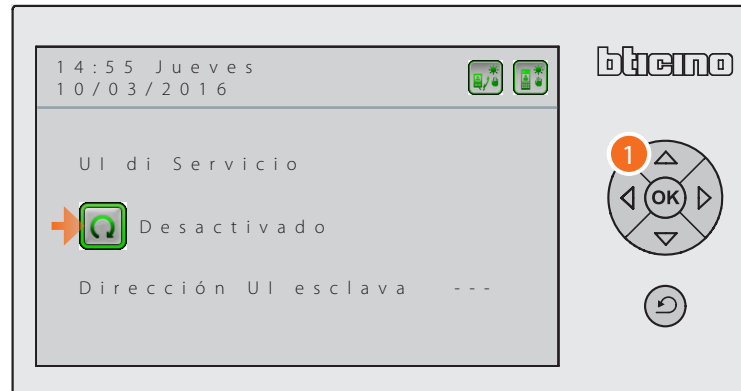 14:55 Jueves
10/03/2016
bticino
1
OK
UI di Servicio
Desactivado
Dirección UI esclava ---